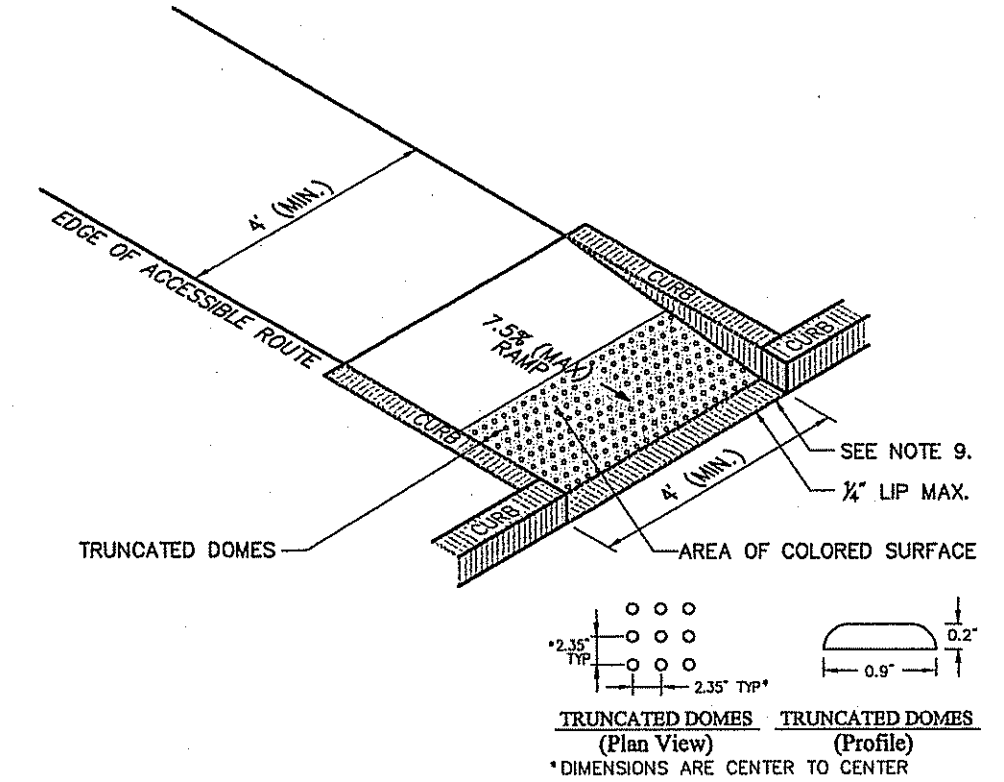 4' (MIN.)
EDGE OF ACCESSIBLE ROUTE
CURB
CURB
7.5% (MAX)
RAMP
CURB
SEE NOTE 9.
4' (MIN.)
¼" LIP MAX.
CURB
TRUNCATED DOMES
AREA OF COLORED SURFACE
*2.35"
TYP
2.35" TYP*
0.2"
0.9"
TRUNCATED DOMES
(Plan View)
TRUNCATED DOMES
(Profile)
*DIMENSIONS ARE CENTER TO CENTER